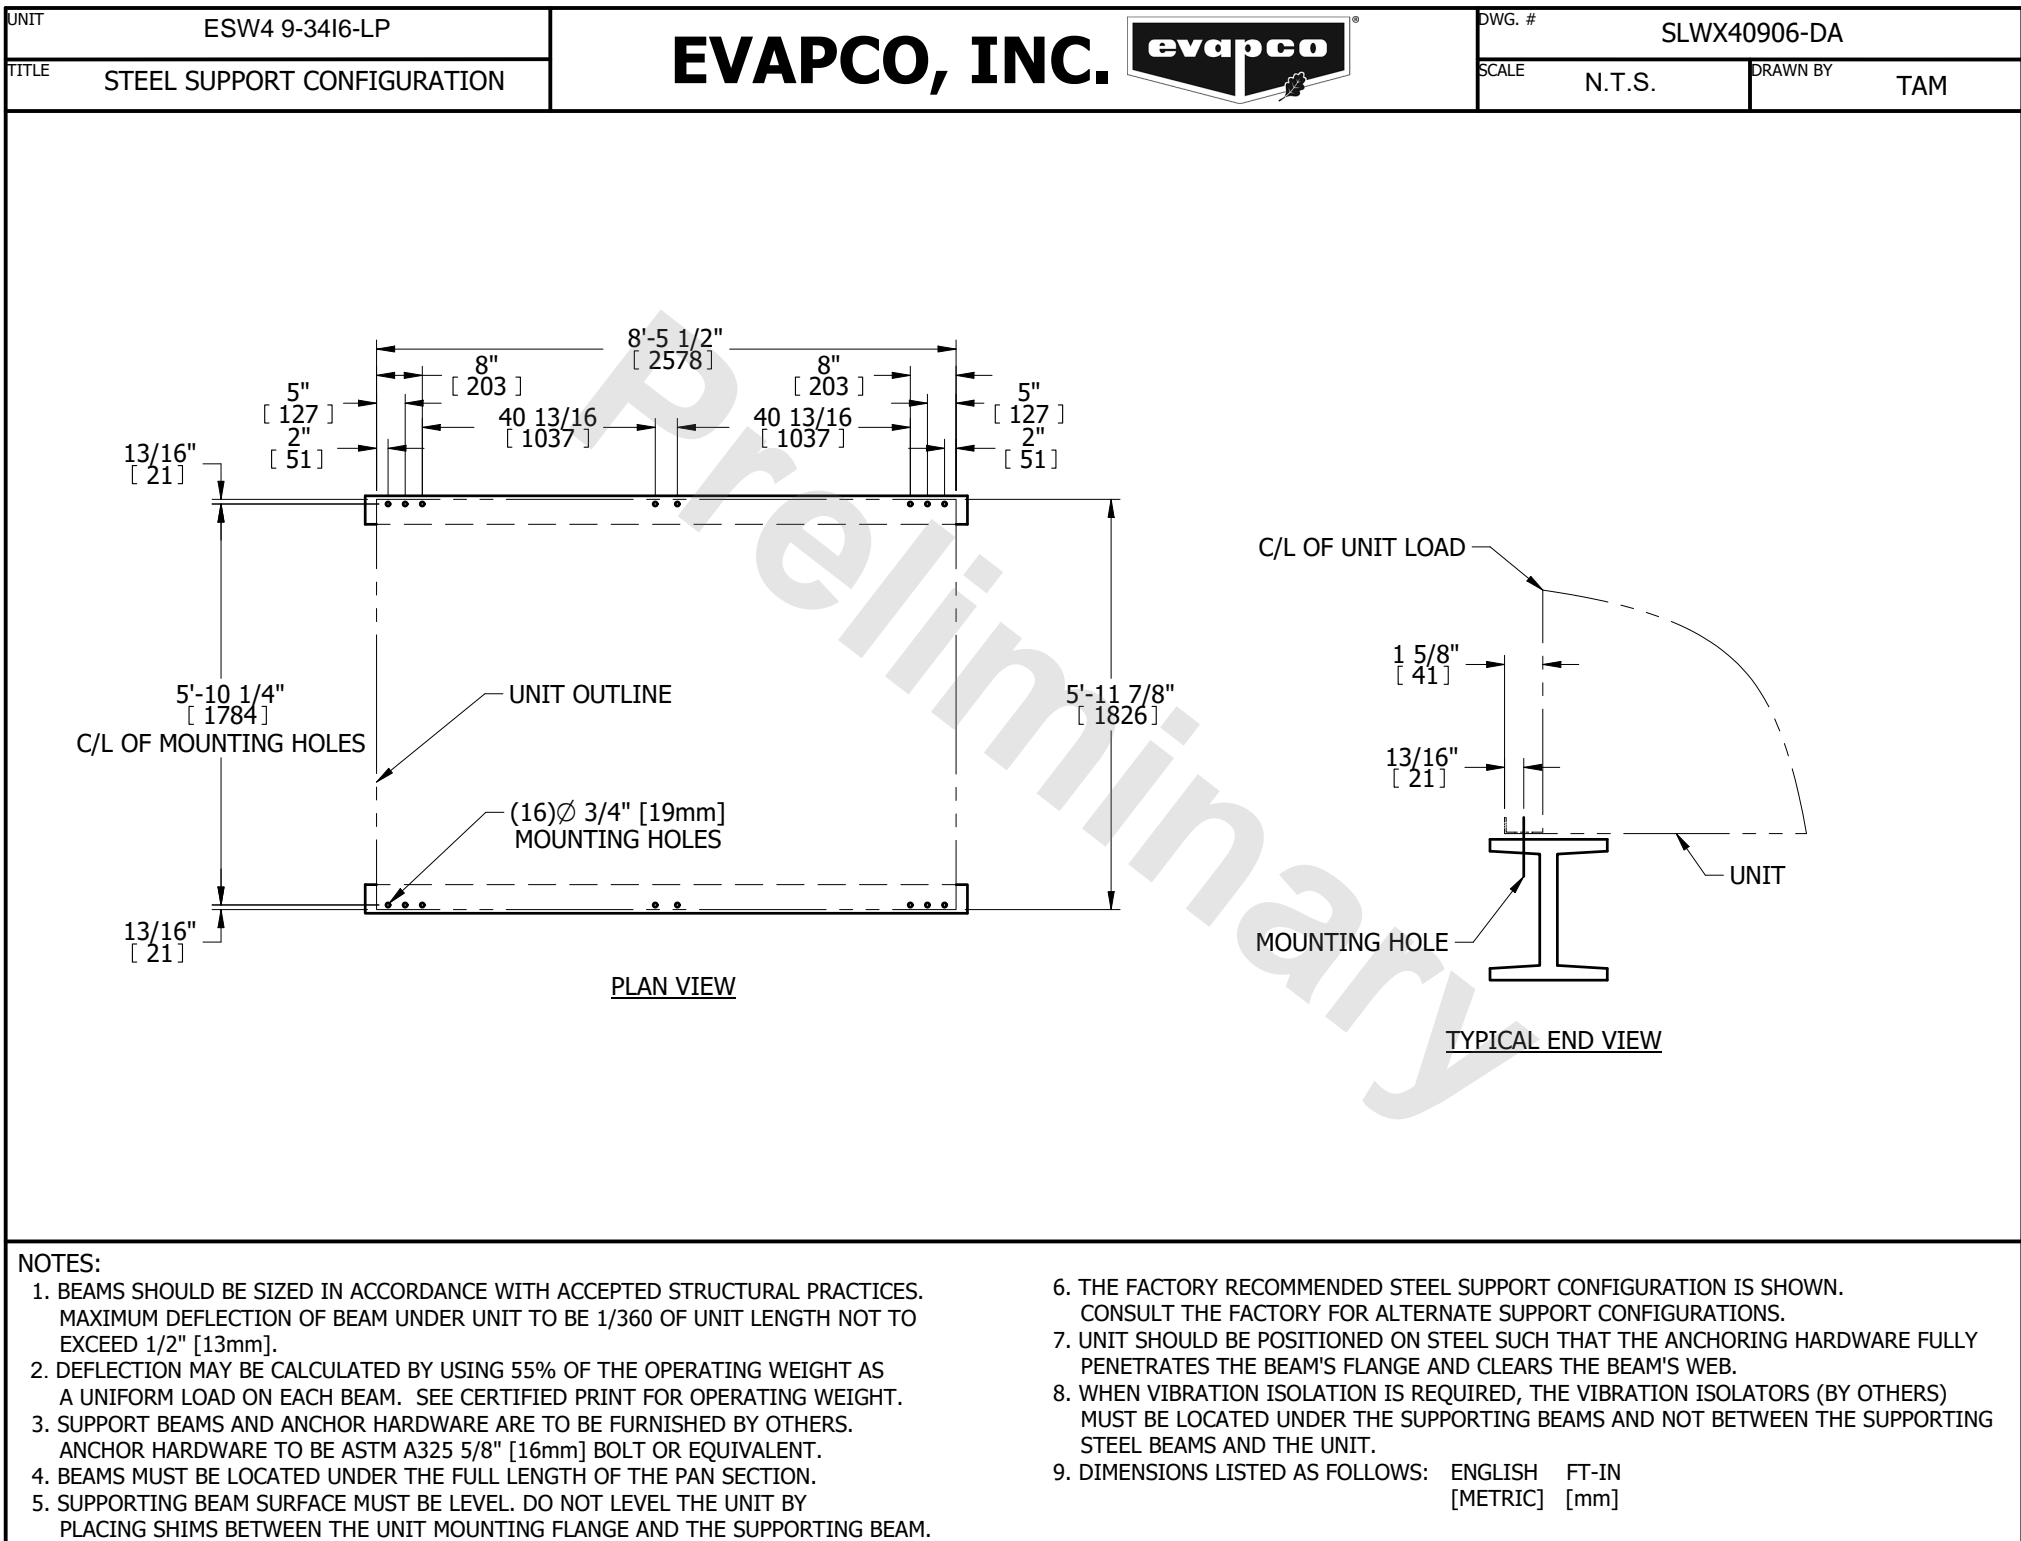 UNIT
ESW4 9-34I6-LP
TITLE
STEEL SUPPORT CONFIGURATION
EVAPCO, INC.
evapco
®
DWG. #
SLWX40906-DA
SCALE
N.T.S.
DRAWN BY
TAM
8'-5 1/2"
[ 2578 ]
8"
[ 203 ]
8"
[ 203 ]
5"
[ 127 ]
5"
[ 127 ]
40 13/16
[ 1037 ]
40 13/16
[ 1037 ]
2"
[ 51 ]
2"
[ 51 ]
13/16"
[ 21 ]
5'-10 1/4"
[ 1784 ]
C/L OF MOUNTING HOLES
UNIT OUTLINE
5'-11 7/8"
[ 1826 ]
(16)Ø 3/4" [19mm]
MOUNTING HOLES
13/16"
[ 21 ]
PLAN VIEW
C/L OF UNIT LOAD
1 5/8"
[ 41 ]
13/16"
[ 21 ]
UNIT
MOUNTING HOLE
TYPICAL END VIEW
Preliminary
NOTES:
1. BEAMS SHOULD BE SIZED IN ACCORDANCE WITH ACCEPTED STRUCTURAL PRACTICES.
MAXIMUM DEFLECTION OF BEAM UNDER UNIT TO BE 1/360 OF UNIT LENGTH NOT TO
EXCEED 1/2" [13mm].
2. DEFLECTION MAY BE CALCULATED BY USING 55% OF THE OPERATING WEIGHT AS
A UNIFORM LOAD ON EACH BEAM. SEE CERTIFIED PRINT FOR OPERATING WEIGHT.
3. SUPPORT BEAMS AND ANCHOR HARDWARE ARE TO BE FURNISHED BY OTHERS.
ANCHOR HARDWARE TO BE ASTM A325 5/8" [16mm] BOLT OR EQUIVALENT.
4. BEAMS MUST BE LOCATED UNDER THE FULL LENGTH OF THE PAN SECTION.
5. SUPPORTING BEAM SURFACE MUST BE LEVEL. DO NOT LEVEL THE UNIT BY
PLACING SHIMS BETWEEN THE UNIT MOUNTING FLANGE AND THE SUPPORTING BEAM.
6. THE FACTORY RECOMMENDED STEEL SUPPORT CONFIGURATION IS SHOWN.
CONSULT THE FACTORY FOR ALTERNATE SUPPORT CONFIGURATIONS.
7. UNIT SHOULD BE POSITIONED ON STEEL SUCH THAT THE ANCHORING HARDWARE FULLY
PENETRATES THE BEAM'S FLANGE AND CLEARS THE BEAM'S WEB.
8. WHEN VIBRATION ISOLATION IS REQUIRED, THE VIBRATION ISOLATORS (BY OTHERS)
MUST BE LOCATED UNDER THE SUPPORTING BEAMS AND NOT BETWEEN THE SUPPORTING
STEEL BEAMS AND THE UNIT.
9. DIMENSIONS LISTED AS FOLLOWS: ENGLISH FT-IN
[METRIC] [mm]